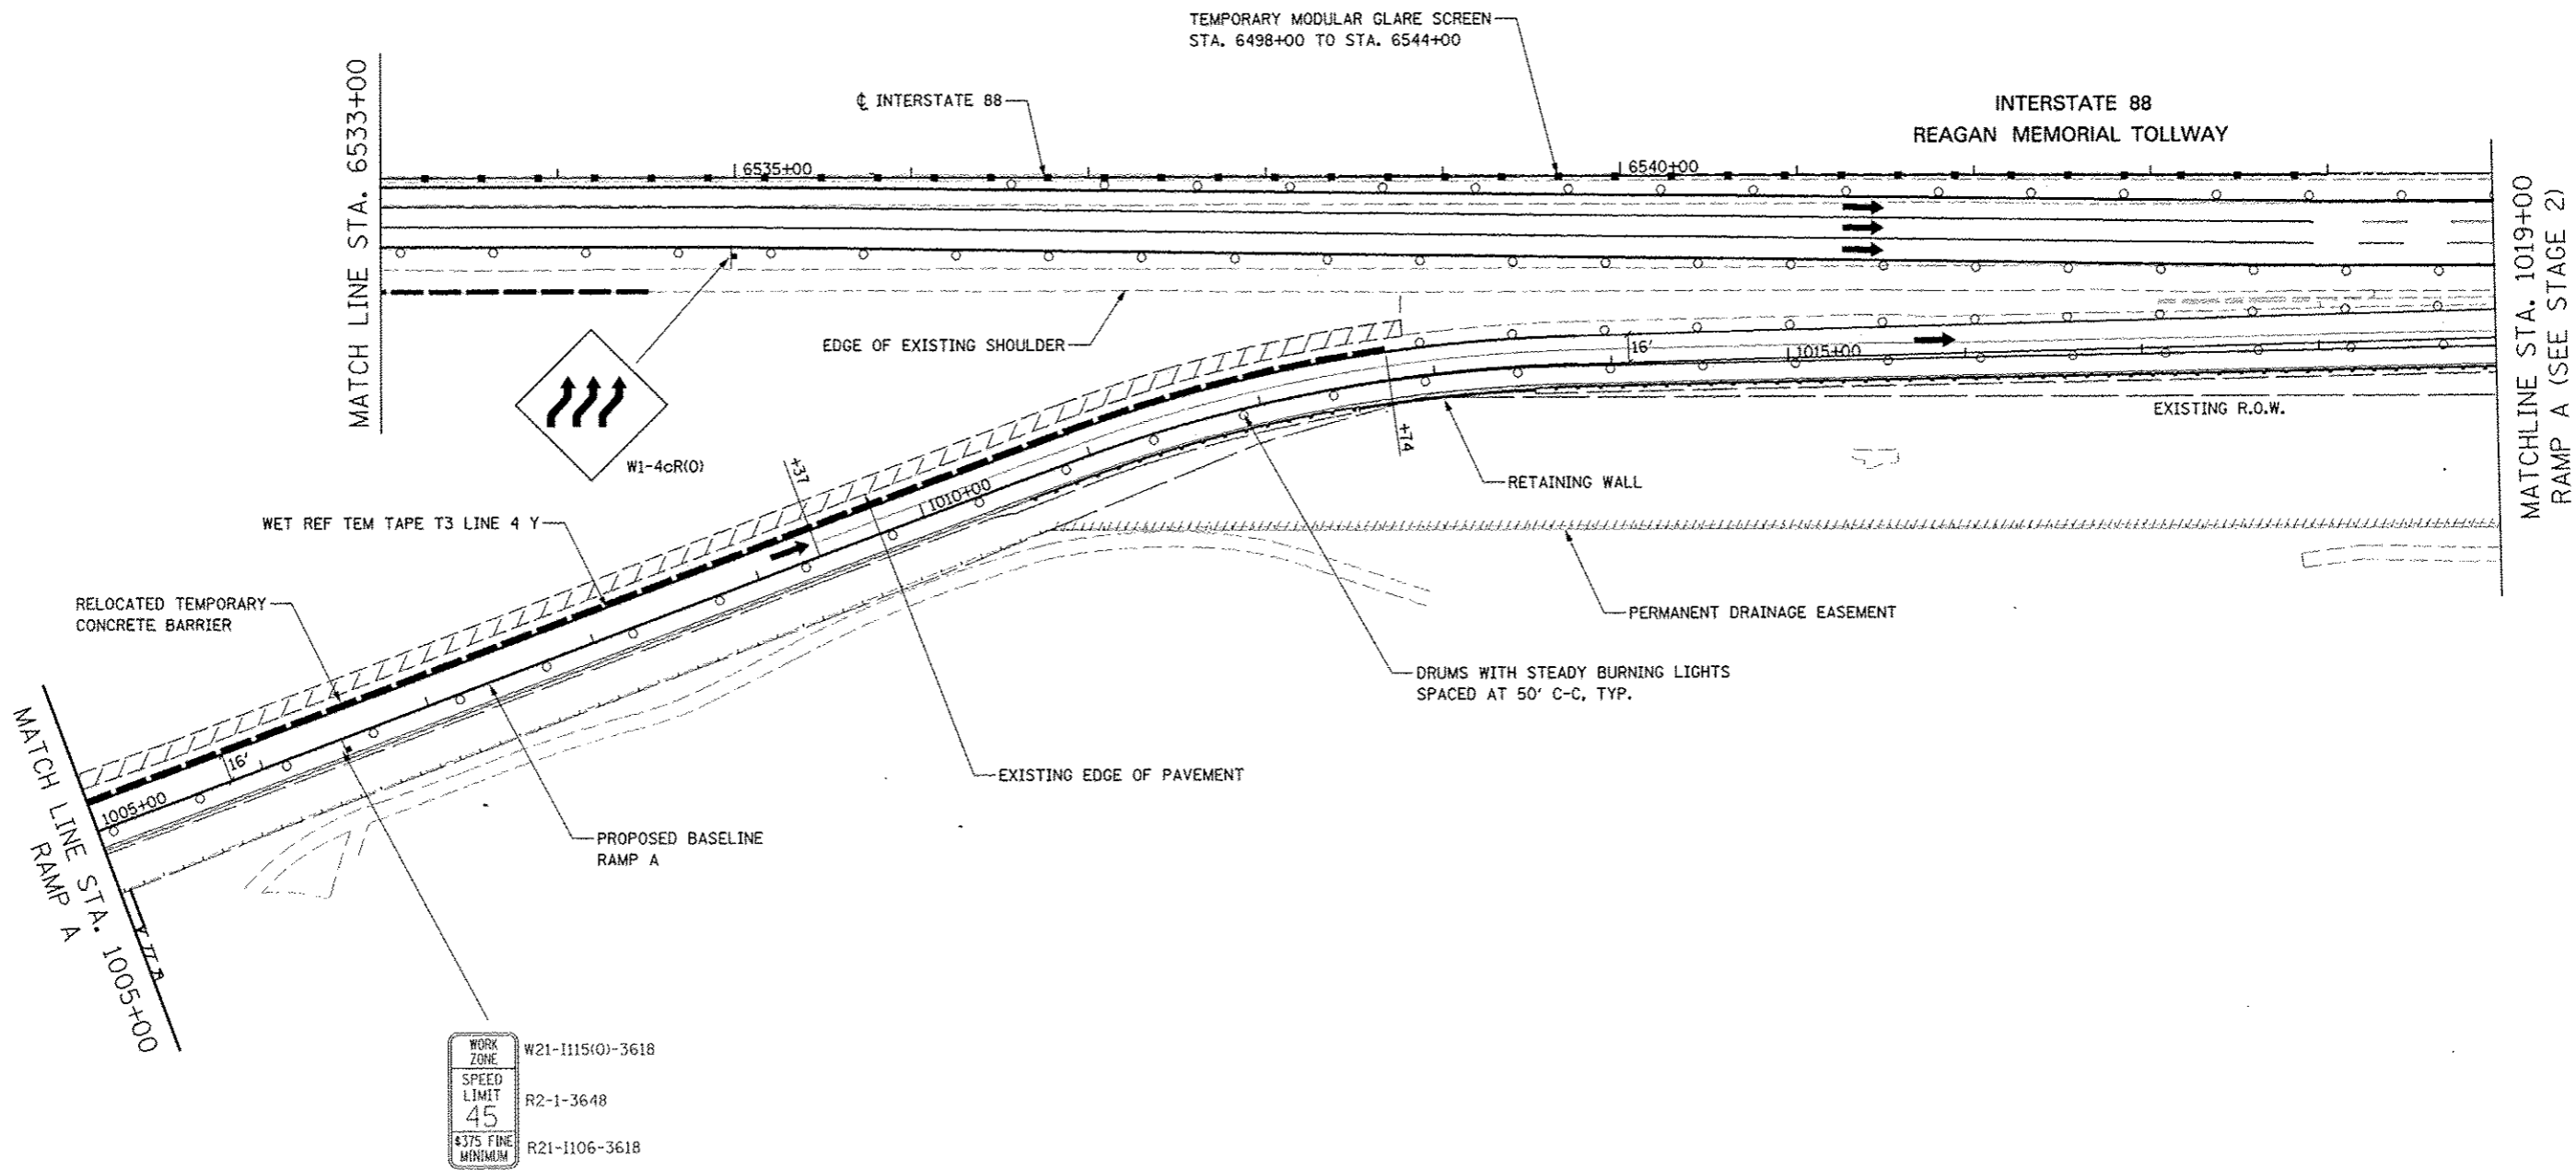 TEMPORARY MODULAR GLARE SCREEN
STA. 6498+00 TO STA. 6544+00
℄ INTERSTATE 88
INTERSTATE 88
REAGAN MEMORIAL TOLLWAY
MATCH LINE STA. 6533+00
6535+00
6540+00
MATCHLINE STA. 1019+00
RAMP A (SEE STAGE 2)
EDGE OF EXISTING SHOULDER
16'
1015+00
EXISTING R.O.W.
W1-4cR(O)
+37
+74
1010+00
RETAINING WALL
WET REF TEM TAPE T3 LINE 4 Y
RELOCATED TEMPORARY
CONCRETE BARRIER
PERMANENT DRAINAGE EASEMENT
DRUMS WITH STEADY BURNING LIGHTS
SPACED AT 50' C-C, TYP.
16'
EXISTING EDGE OF PAVEMENT
1005+00
PROPOSED BASELINE
RAMP A
MATCH LINE STA. 1005+00
RAMP A
WORK
ZONE
W21-I115(O)-3618
SPEED
LIMIT
45
R2-1-3648
$375 FINE
MINIMUM
R21-I106-3618